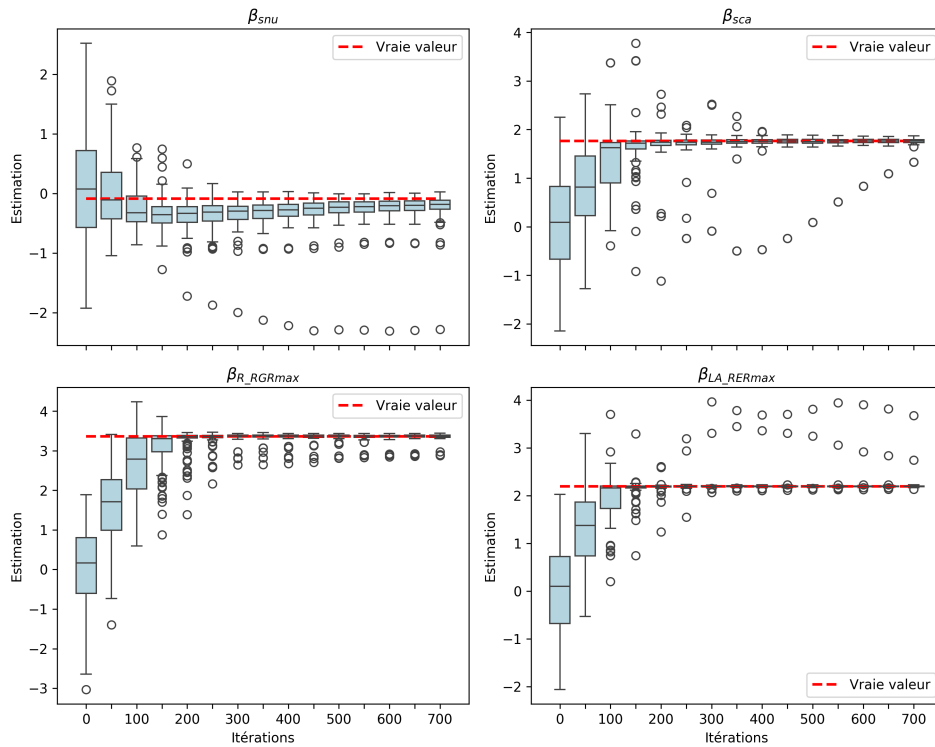 β_snu
Estimation
2
1
0
−1
−2
Vraie valeur
β_sca
Estimation
4
3
2
1
0
−1
−2
Vraie valeur
β_R_RGRmax
Estimation
4
3
2
1
0
−1
−2
−3
Vraie valeur
0 100 200 300 400 500 600 700
Itérations
β_LA_RERmax
Estimation
4
3
2
1
0
−1
−2
Vraie valeur
0 100 200 300 400 500 600 700
Itérations